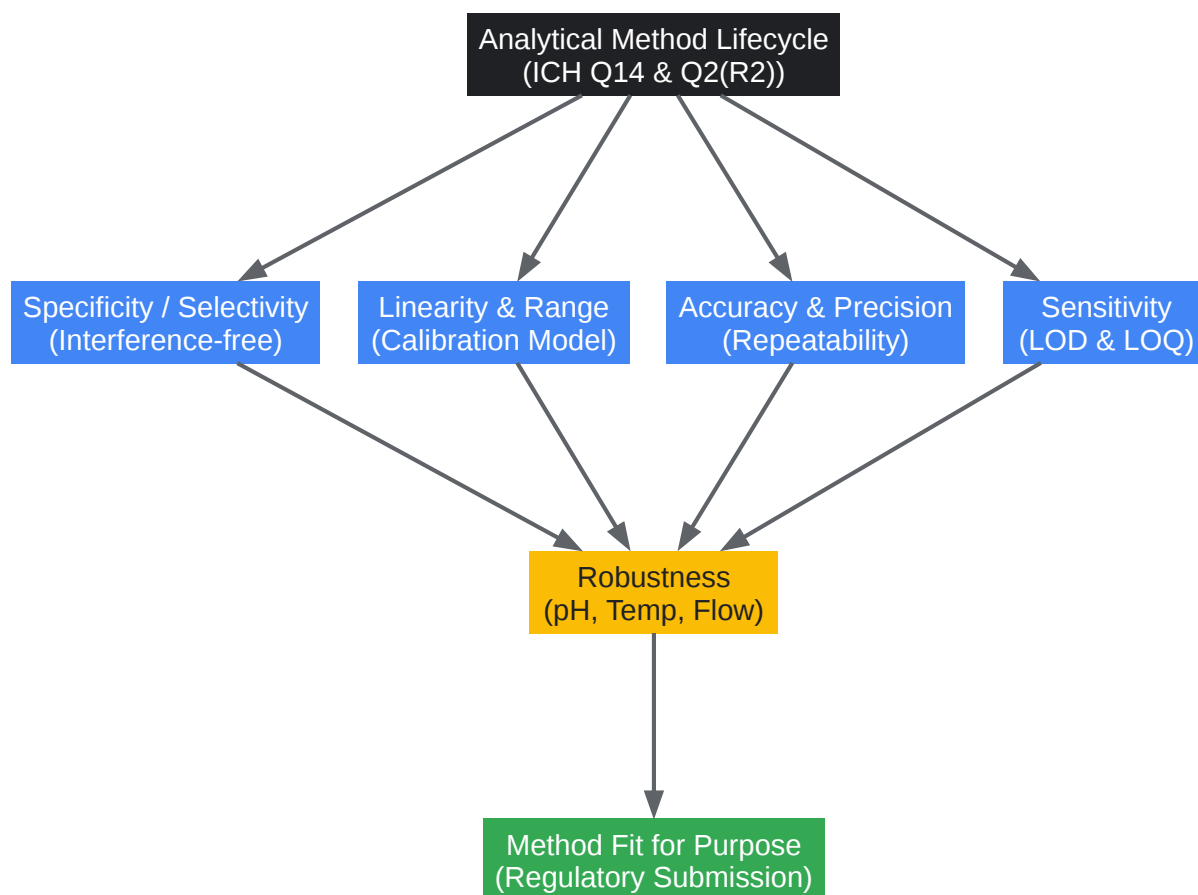 Analytical Method Lifecycle
(ICH Q14 & Q2(R2))
Specificity / Selectivity
(Interference-free)
Linearity & Range
(Calibration Model)
Accuracy & Precision
(Repeatability)
Sensitivity
(LOD & LOQ)
Robustness
(pH, Temp, Flow)
Method Fit for Purpose
(Regulatory Submission)